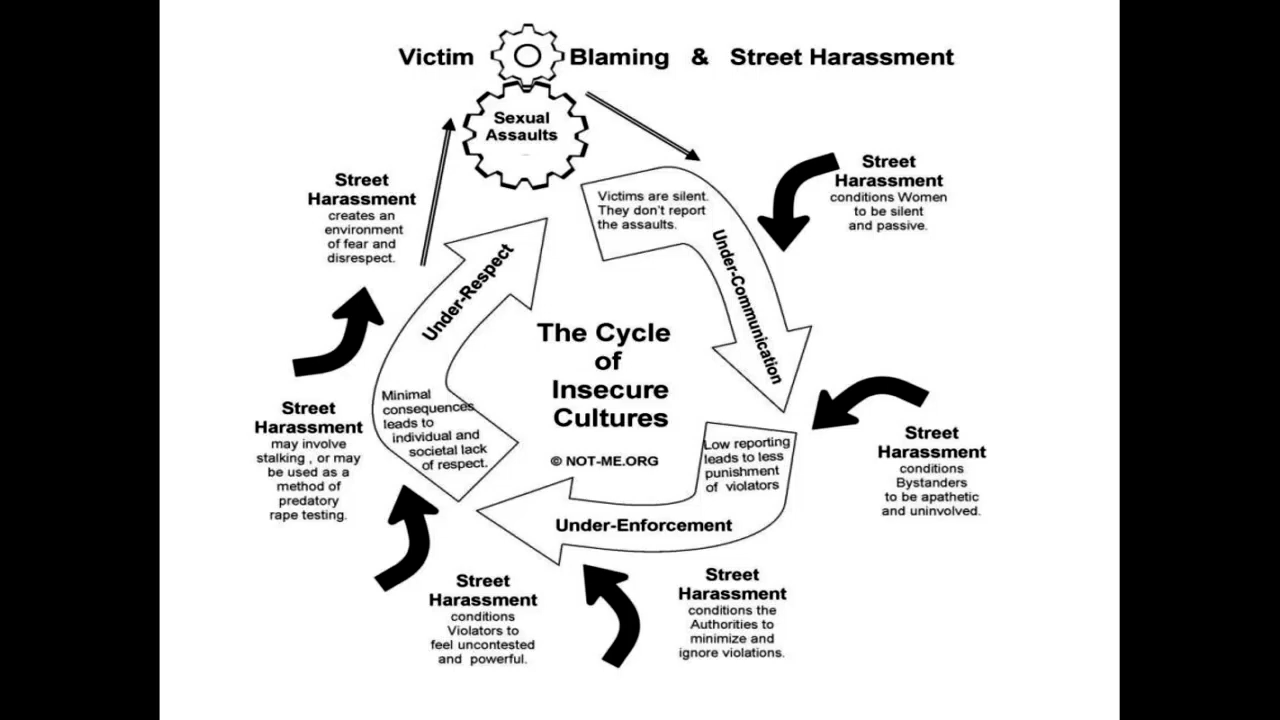 Victim Blaming & Street Harassment
Sexual
Assaults
Victims are silent.
They don't report
the assaults.
Under-Communication
Street
Harassment
conditions Women
to be silent
and passive.
Street
Harassment
conditions
Bystanders
to be apathetic
and uninvolved.
Low reporting
leads to less
punishment
of violators
Under-Enforcement
Street
Harassment
conditions the
Authorities to
minimize and
ignore violations.
Street
Harassment
conditions
Violators to
feel uncontested
and powerful.
Minimal
consequences
leads to
individual and
societal lack
of respect.
Under-Respect
Street
Harassment
may involve
stalking , or may
be used as a
method of
predatory
rape testing.
Street
Harassment
creates an
environment
of fear and
disrespect.
The Cycle
of
Insecure
Cultures
© NOT-ME.ORG